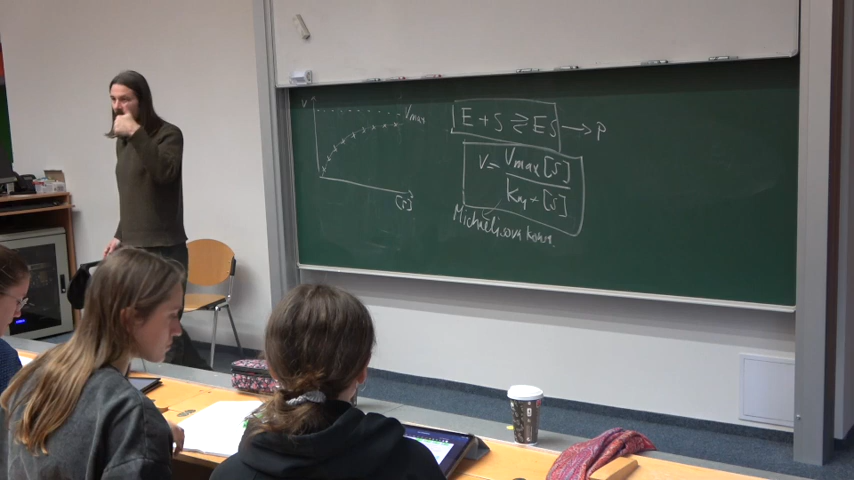 v
Vmax
[S]
E + S ⇌ ES → P
v = Vmax [S] / Km + [S]
Michaelisova konst.